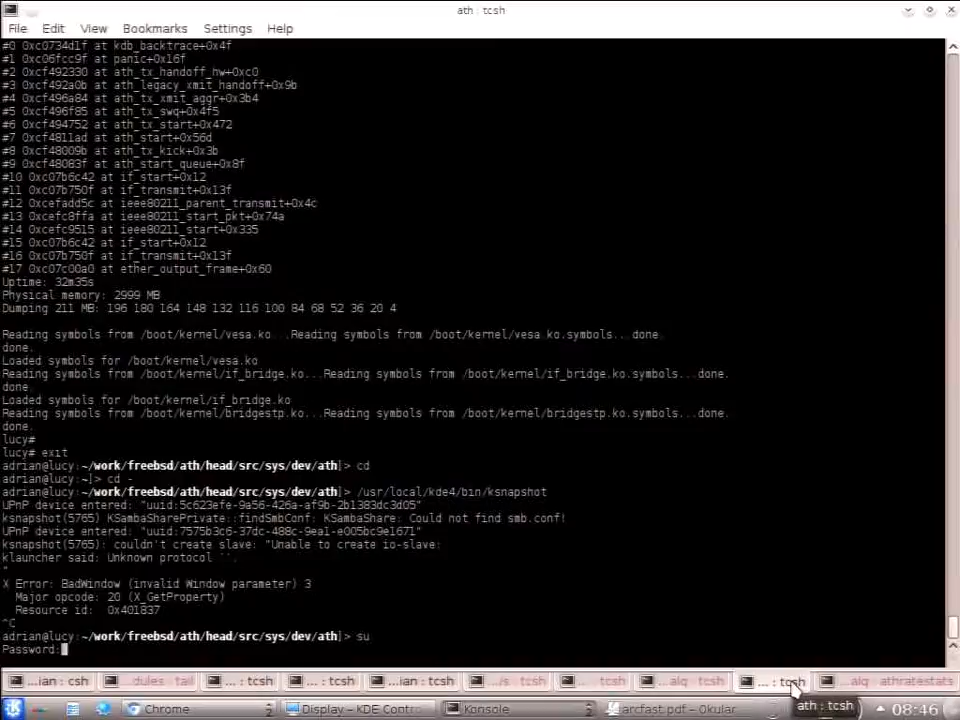 ath : tcsh
File Edit View Bookmarks Settings Help
#0 0xc0734d1f at kdb_backtrace+0x4f
#1 0xc06fcc9f at panic+0x16f
#2 0xcf492330 at ath_tx_handoff_hw+0xc0
#3 0xcf492a0b at ath_legacy_xmit_handoff+0x9b
#4 0xcf496a84 at ath_tx_xmit_aggr+0x3b4
#5 0xcf496f85 at ath_tx_swq+0x4f5
#6 0xcf494752 at ath_tx_start+0x472
#7 0xcf4811ad at ath_start+0x56d
#8 0xcf48009b at ath_tx_kick+0x3b
#9 0xcf48083f at ath_start_queue+0x8f
#10 0xc07b6c42 at if_start+0x12
#11 0xc07b750f at if_transmit+0x13f
#12 0xcefadd5c at ieee80211_parent_transmit+0x4c
#13 0xcefc8ffa at ieee80211_start_pkt+0x74a
#14 0xcefc9515 at ieee80211_start+0x335
#15 0xc07b6c42 at if_start+0x12
#16 0xc07b750f at if_transmit+0x13f
#17 0xc07c00a0 at ether_output_frame+0x60
Uptime: 32m35s
Physical memory: 2999 MB
Dumping 211 MB: 196 180 164 148 132 116 100 84 68 52 36 20 4
Reading symbols from /boot/kernel/vesa.ko...Reading symbols from /boot/kernel/vesa.ko.symbols...done.
done.
Loaded symbols for /boot/kernel/vesa.ko
Reading symbols from /boot/kernel/if_bridge.ko...Reading symbols from /boot/kernel/if_bridge.ko.symbols...done.
done.
Loaded symbols for /boot/kernel/if_bridge.ko
Reading symbols from /boot/kernel/bridgestp.ko...Reading symbols from /boot/kernel/bridgestp.ko.symbols...done.
done.
lucy#
lucy# exit
adrian@lucy:~/work/freebsd/ath/head/src/sys/dev/ath]> cd
adrian@lucy:~]> cd -
adrian@lucy:~/work/freebsd/ath/head/src/sys/dev/ath]> /usr/local/kde4/bin/ksnapshot
UPnP device entered: "uuid:5c623efe-9a56-426a-af9b-2b1383dc3d05"
ksnapshot(5765) KSambaSharePrivate::findSmbConf: KSambaShare: Could not find smb.conf!
UPnP device entered: "uuid:7575b3c6-37dc-488c-9ea1-e005bc9e1671"
ksnapshot(5765): couldn't create slave: "Unable to create io-slave:
klauncher said: Unknown protocol ''.
"
X Error: BadWindow (invalid Window parameter) 3
Major opcode: 20 (X_GetProperty)
Resource id: 0x401837
^C
adrian@lucy:~/work/freebsd/ath/head/src/sys/dev/ath]> su
Password:
...ian : csh ...dules : tail ... : tcsh ... : tcsh ...ian : tcsh .../s : tcsh ... : tcsh ...alq : tcsh ... : tcsh ...alq : athratestats
Chrome 2 Display – KDE Contro Konsole 2 arcfast.pdf – Okular ath : tcsh 08:46